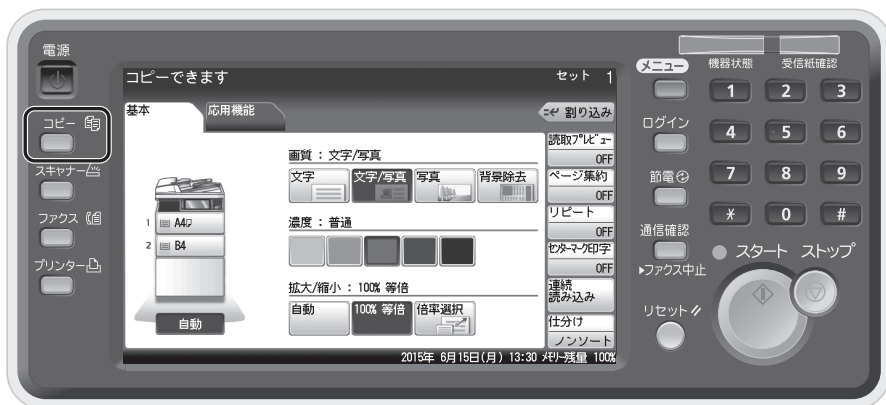 電源
コピー
スキャナー
ファクス
プリンター
コピーできます
セット 1
基本
応用機能
割り込み
画質:文字/写真
文字
文字/写真
写真
背景除去
濃度:普通
拡大/縮小:100% 等倍
自動
100% 等倍
倍率選択
1 A4
2 B4
自動
読取プレビュー
OFF
ページ集約
OFF
リピート
OFF
センターマーク印字
OFF
連続
読み込み
仕分け
ノンソート
2015年 6月15日(月) 13:30 メモリー残量 100%
メニュー
ログイン
節電
通信確認
▶ファクス中止
リセット
機器状態
受信紙確認
1 2 3
4 5 6
7 8 9
* 0 #
スタート
ストップ